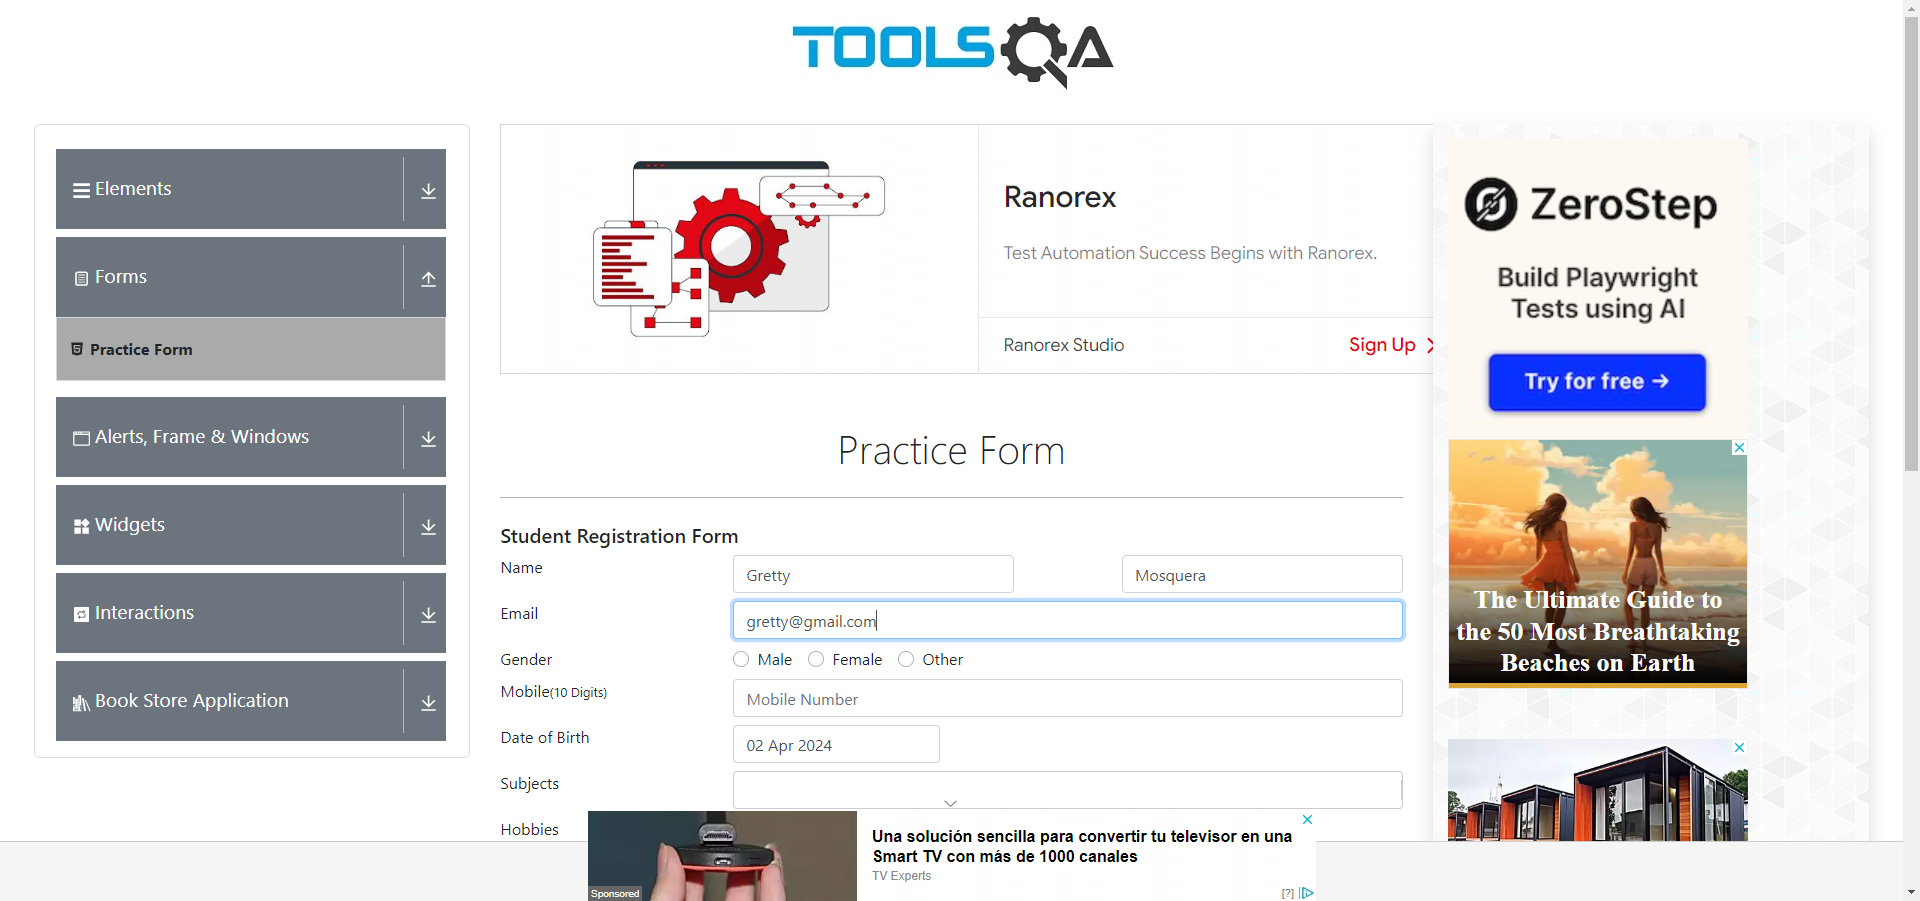 TOOLSQA
Elements
Forms
Practice Form
Alerts, Frame & Windows
Widgets
Interactions
Book Store Application
Ranorex
Test Automation Success Begins with Ranorex.
Ranorex Studio
Sign Up
Practice Form
Student Registration Form
Name
Gretty
Mosquera
Email
gretty@gmail.com
Gender
Male
Female
Other
Mobile(10 Digits)
Mobile Number
Date of Birth
02 Apr 2024
Subjects
Hobbies
ZeroStep
Build Playwright
Tests using AI
Try for free →
The Ultimate Guide to
the 50 Most Breathtaking
Beaches on Earth
Una solución sencilla para convertir tu televisor en una
Smart TV con más de 1000 canales
TV Experts
Sponsored
[?]